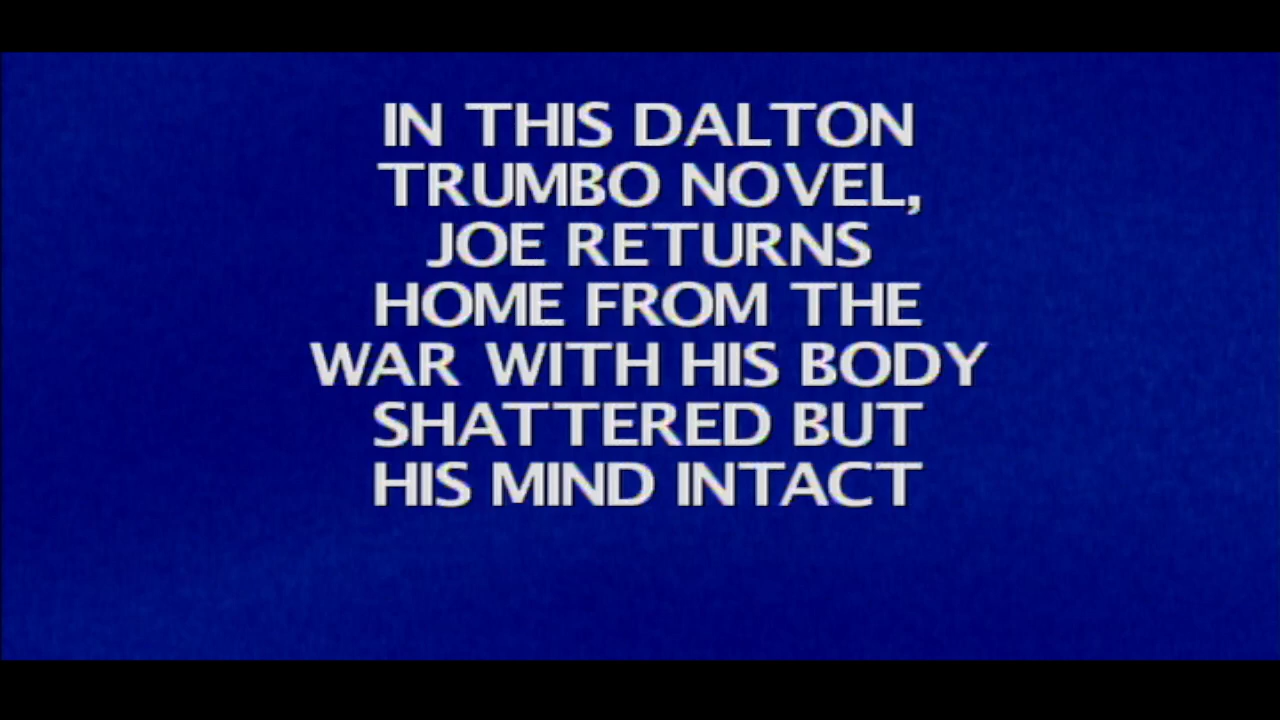 IN THIS DALTON
TRUMBO NOVEL,
JOE RETURNS
HOME FROM THE
WAR WITH HIS BODY
SHATTERED BUT
HIS MIND INTACT